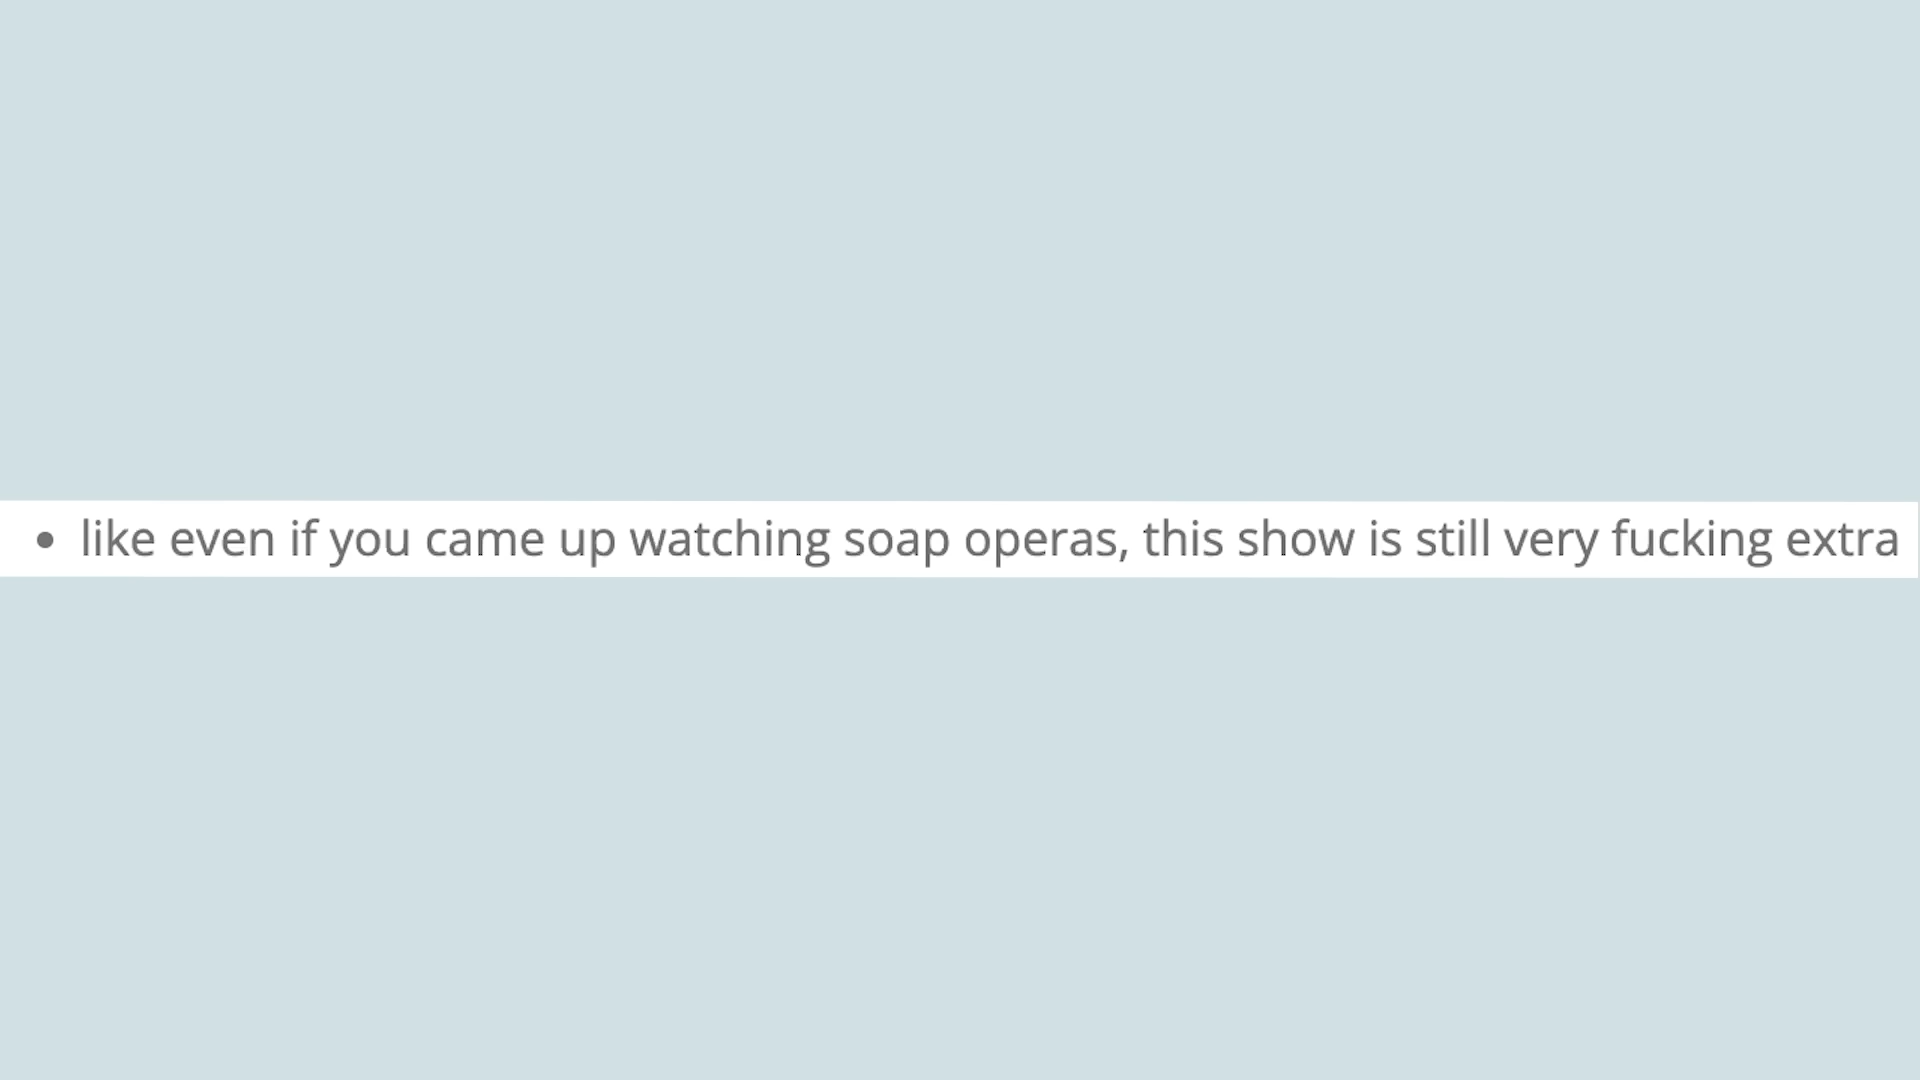 • like even if you came up watching soap operas, this show is still very fucking extra